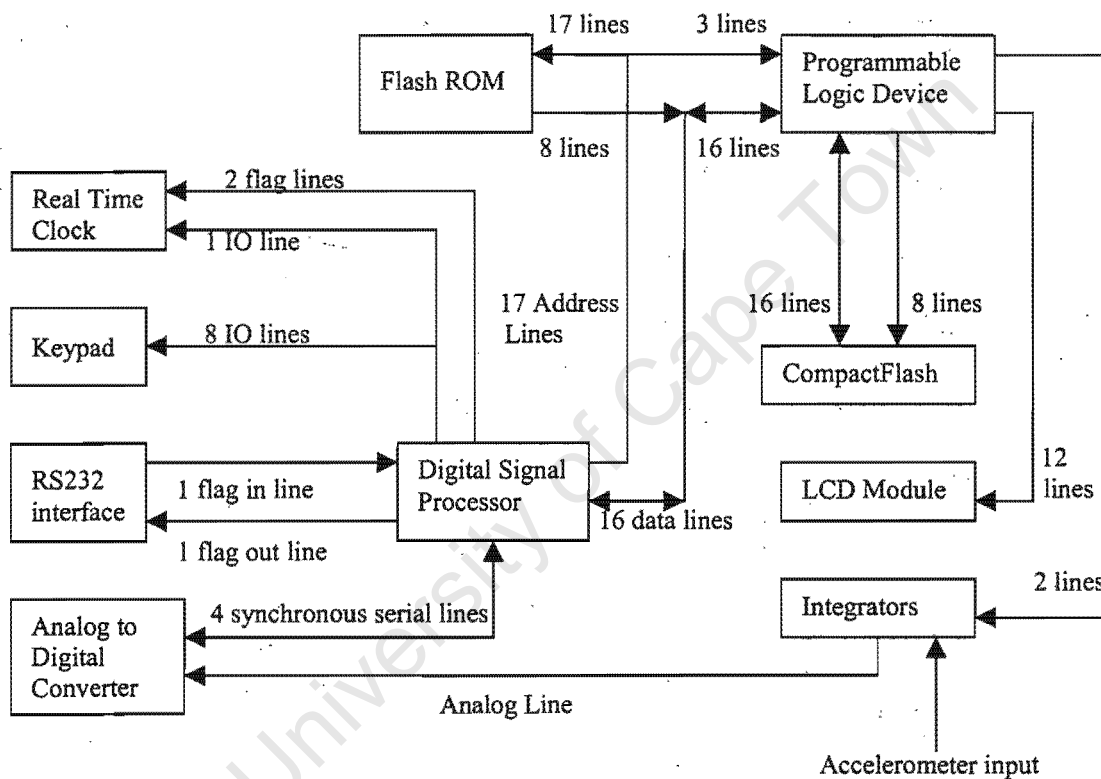 17 lines
3 lines
Flash ROM
Programmable
Logic Device
8 lines
16 lines
Real Time
Clock
2 flag lines
1 IO line
17 Address
Lines
16 lines
8 lines
Keypad
8 IO lines
CompactFlash
RS232
interface
1 flag in line
1 flag out line
Digital Signal
Processor
16 data lines
LCD Module
12
lines
Analog to
Digital
Converter
4 synchronous serial lines
Integrators
2 lines
Analog Line
Accelerometer input
University of Cape Town